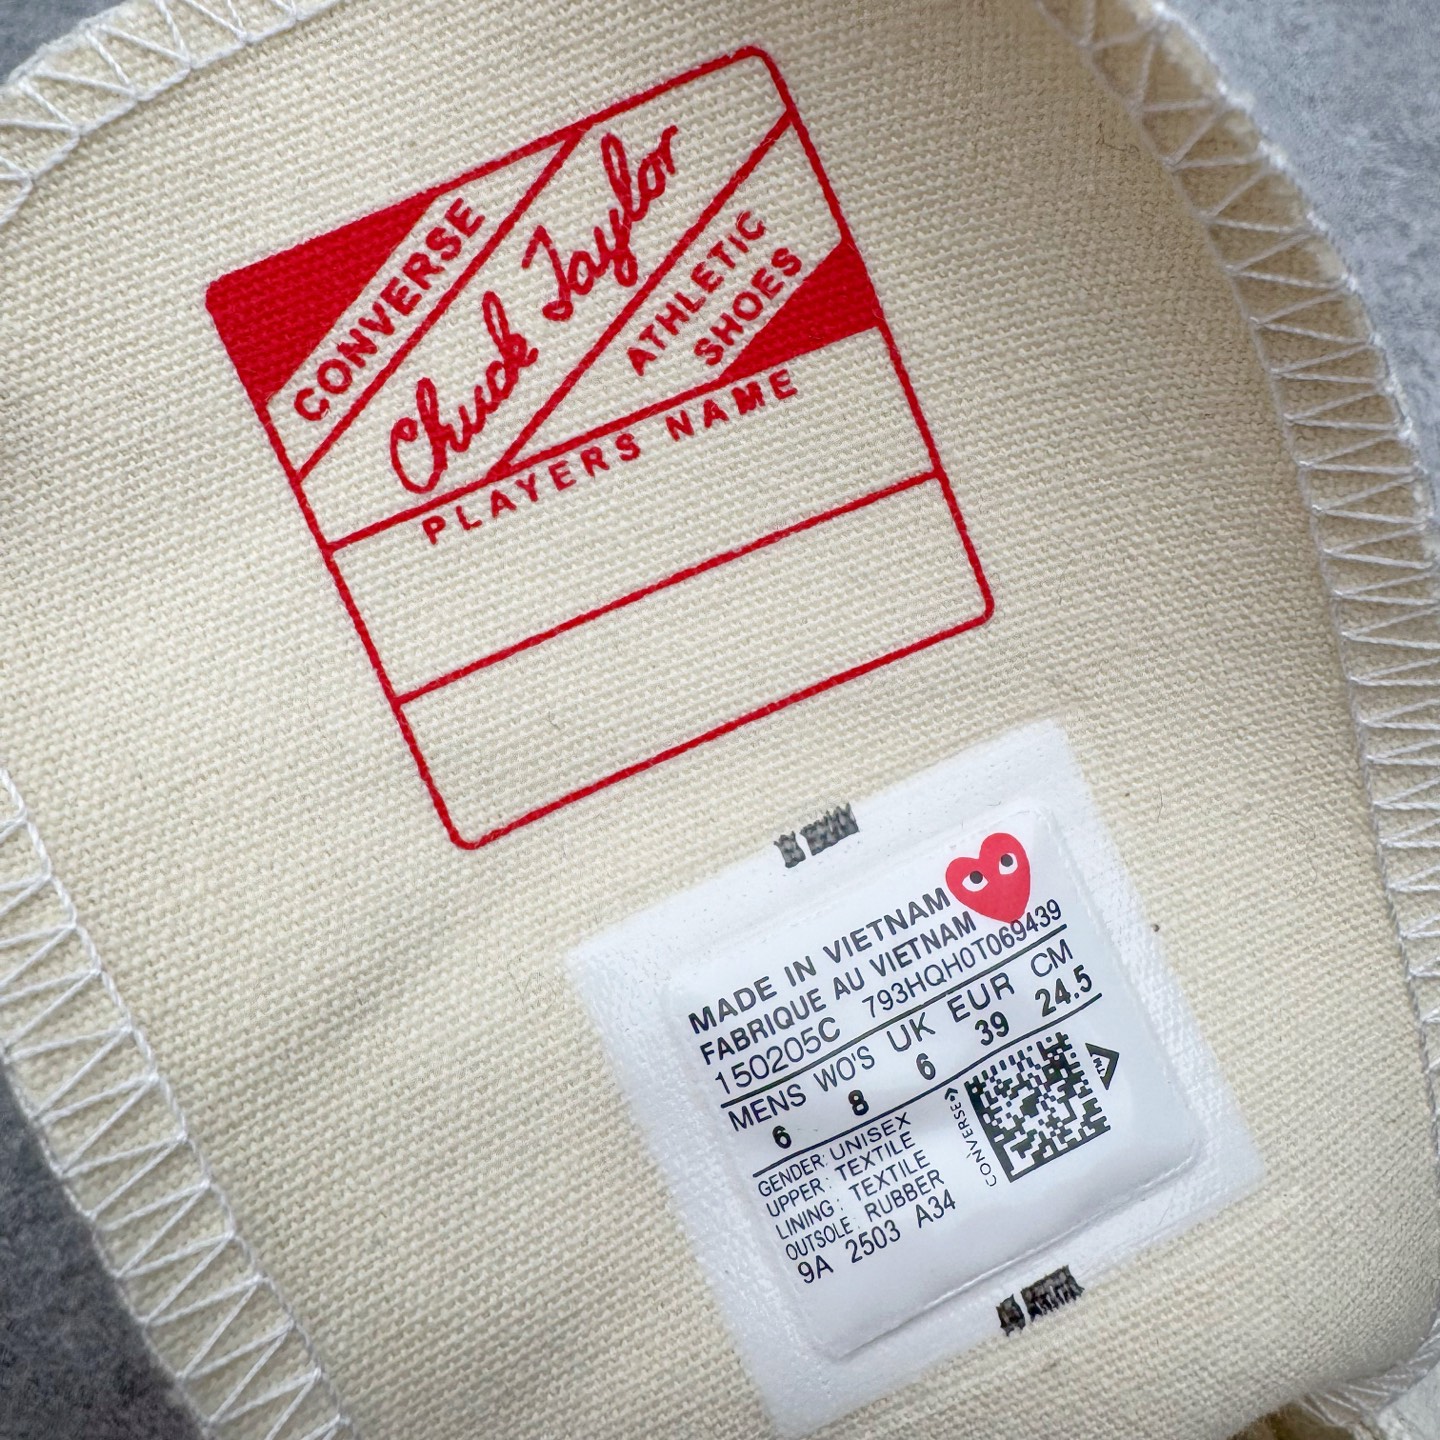 CONVERSE
Chuck Taylor
ATHLETIC
SHOES
PLAYERS NAME
MADE IN VIETNAM
FABRIQUE AU VIETNAM
150205C 793HQH0T069439
MENS WO'S UK EUR CM
6 8 6 39 24.5
GENDER: UNISEX
UPPER: TEXTILE
LINING: TEXTILE
OUTSOLE: RUBBER
9A 2503 A34
CONVERSE
TM